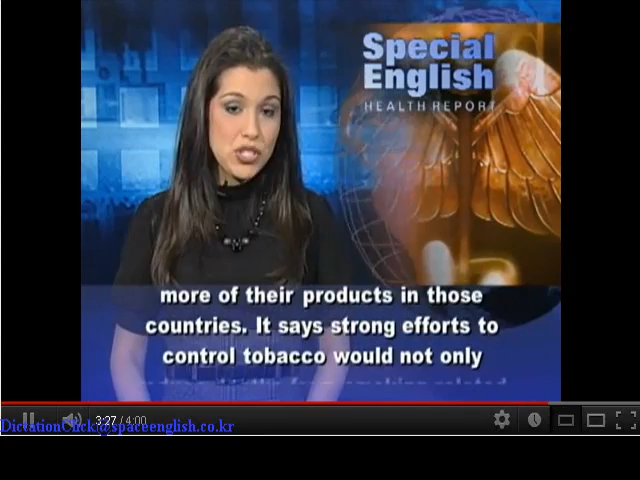 Special
English
HEALTH REPORT
more of their products in those
countries. It says strong efforts to
control tobacco would not only
3:27 / 4:00
DictationClick@spaceenglish.co.kr